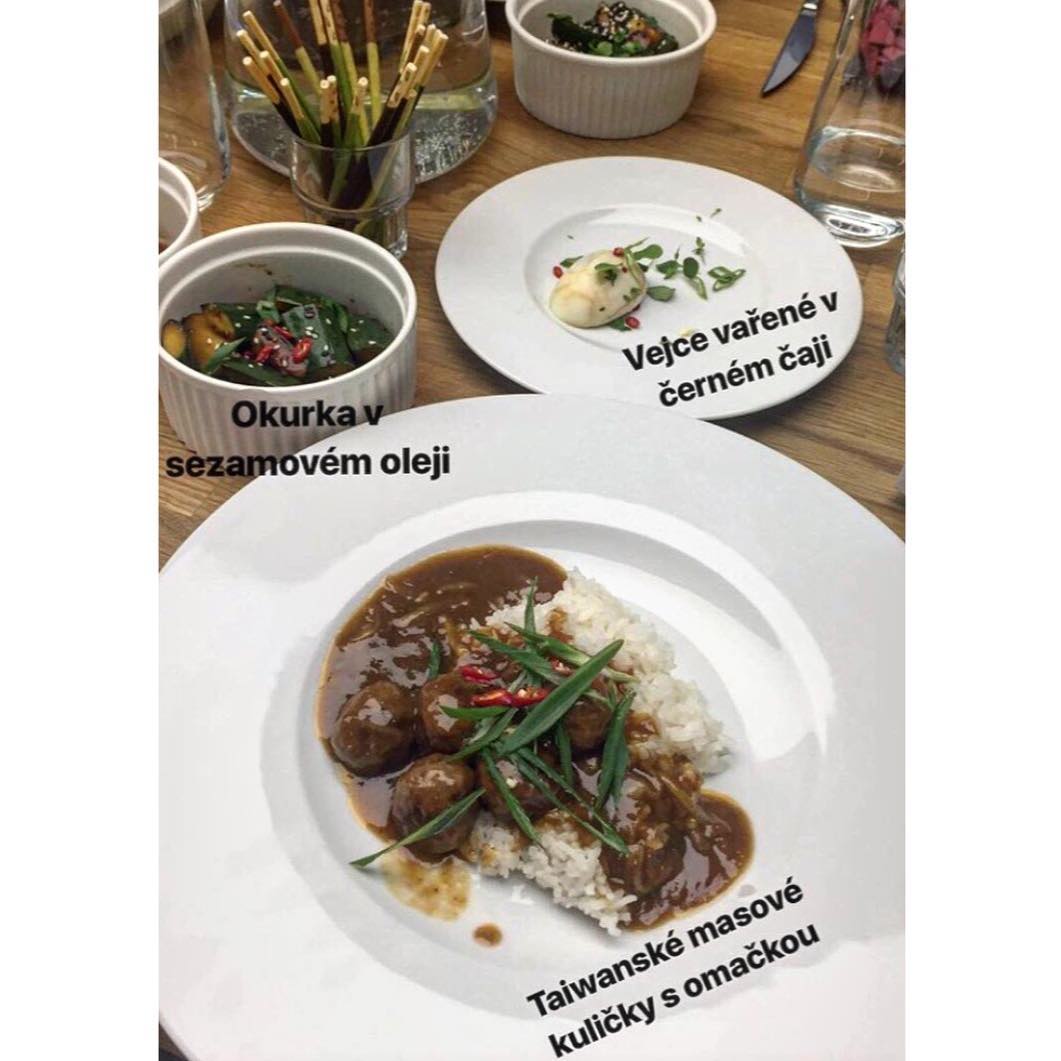 Vejce vařené v
černém čaji
Okurka v
sezamovém oleji
Taiwanské masové
kuličky s omačkou